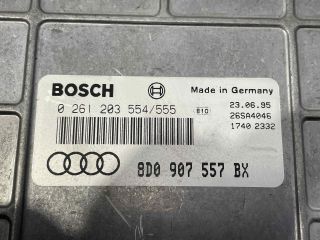 BOSCH
Made in Germany
0 261 203 554/555
810
23.06.95
26SA4046
1740 2332
8D0 907 557 BX